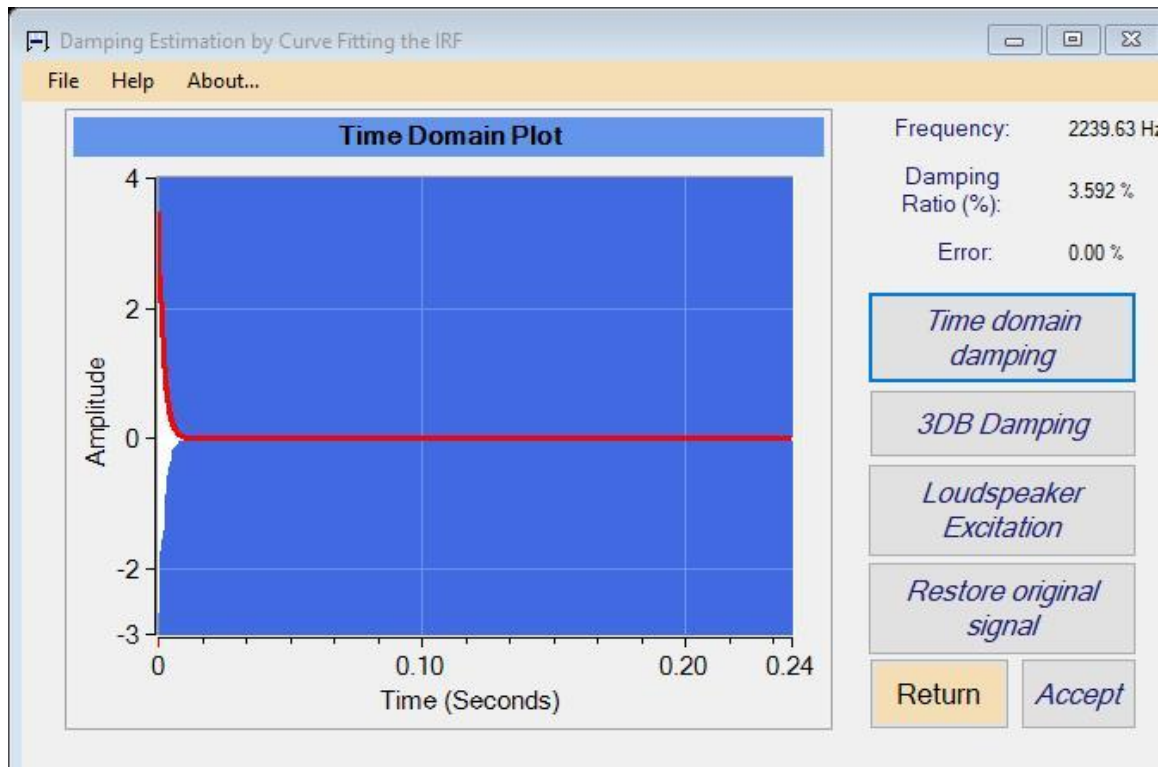 Damping Estimation by Curve Fitting the IRF
File Help About...
Time Domain Plot
Frequency: 2239.63 Hz
Damping
Ratio (%): 3.592 %
Error: 0.00 %
4
2
0
-2
-3
Amplitude
0 0.10 0.20 0.24
Time (Seconds)
Time domain
damping
3DB Damping
Loudspeaker
Excitation
Restore original
signal
Return Accept